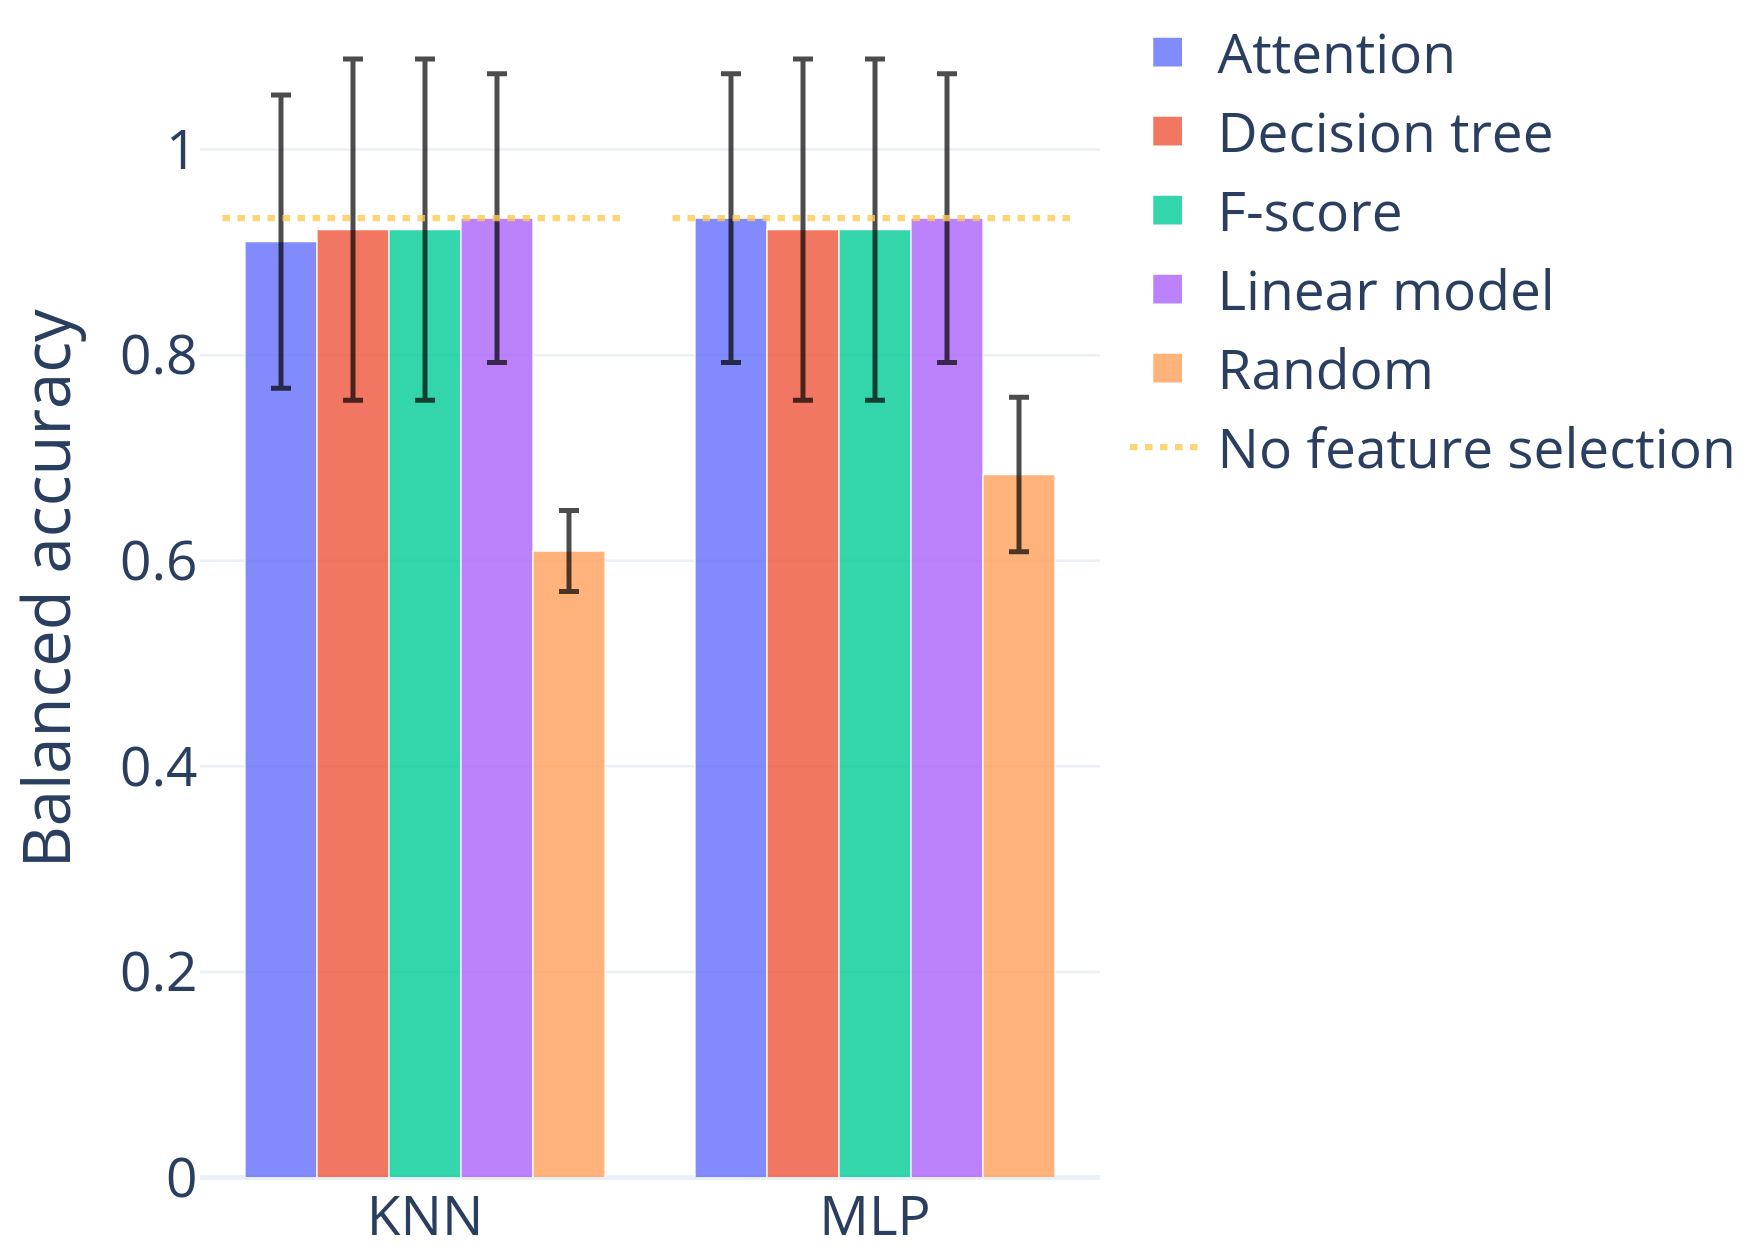 Balanced accuracy
1
0.8
0.6
0.4
0.2
0
KNN
MLP
Attention
Decision tree
F-score
Linear model
Random
No feature selection